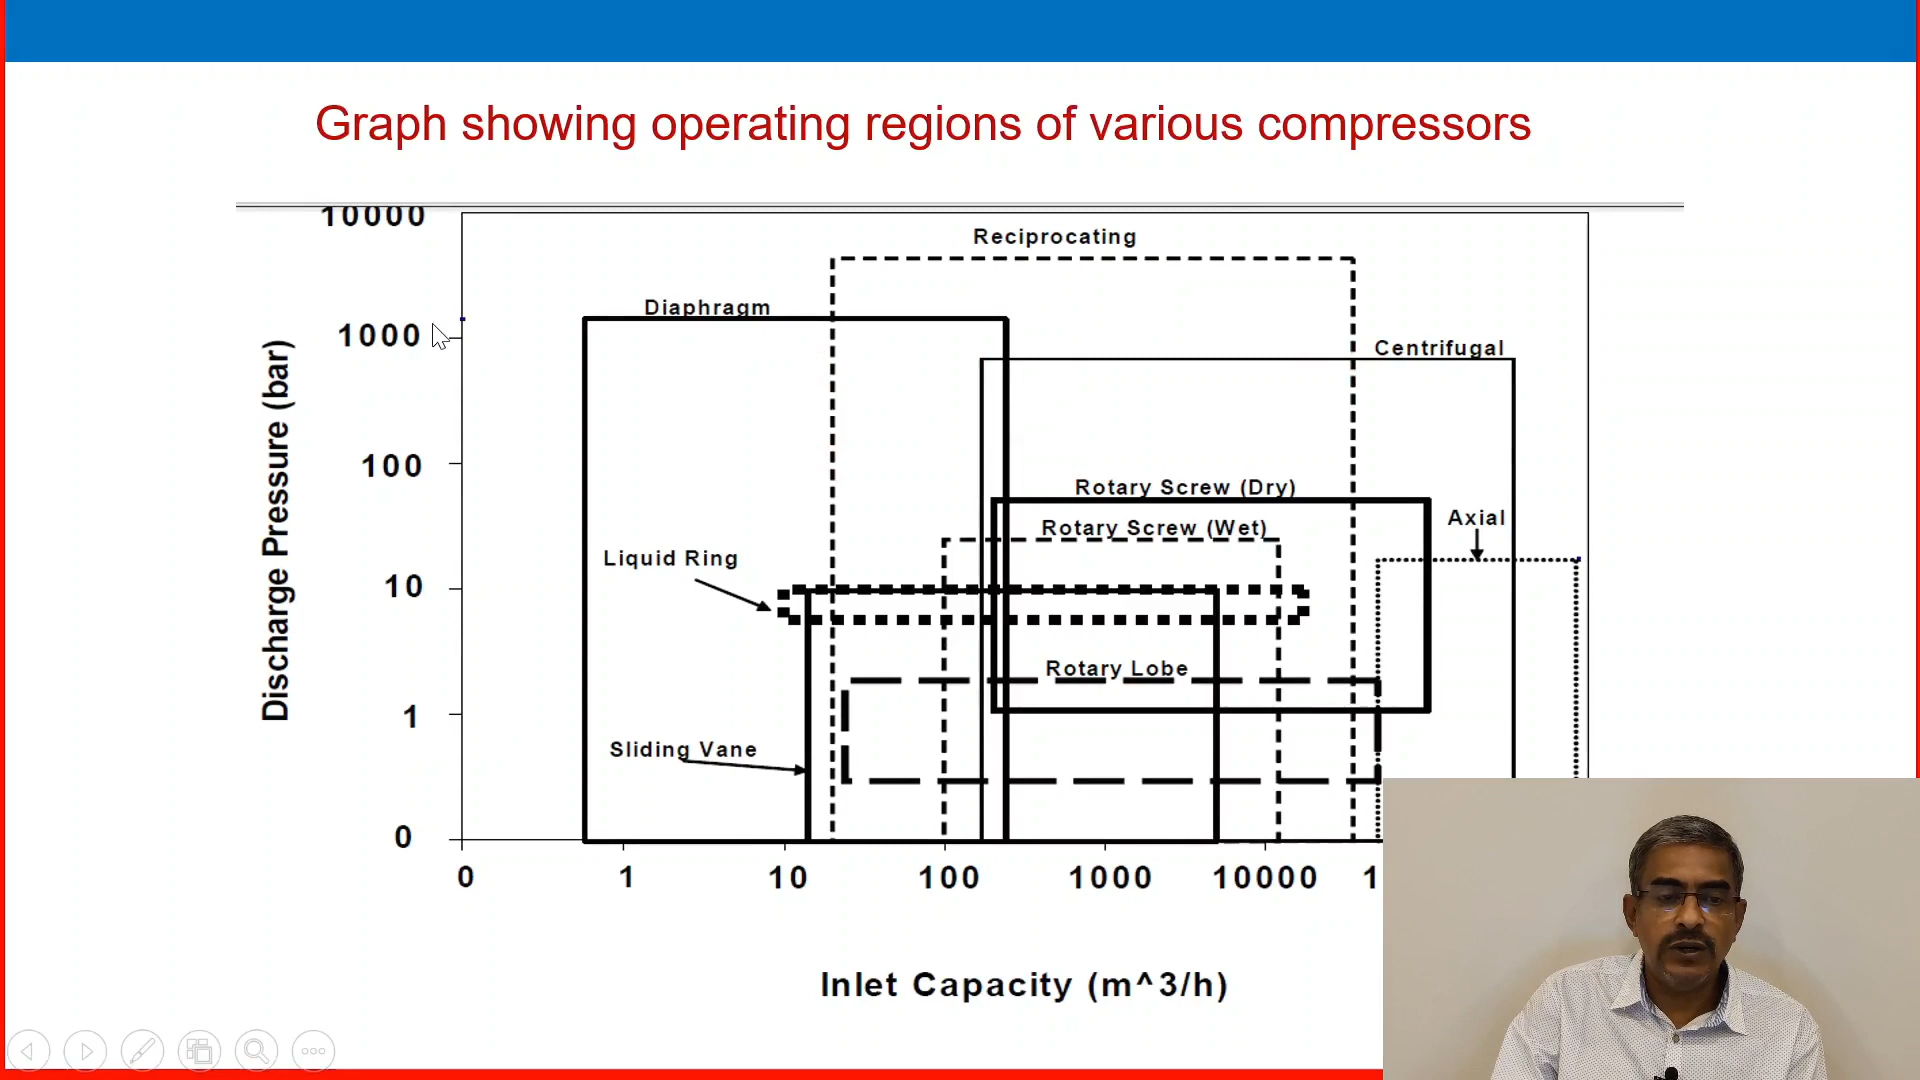 Graph showing operating regions of various compressors
10000
Reciprocating
Diaphragm
1000
Centrifugal
100
Rotary Screw (Dry)
Axial
Rotary Screw (Wet)
Liquid Ring
10
Rotary Lobe
1
Sliding Vane
0
Discharge Pressure (bar)
0 1 10 100 1000 10000 1
Inlet Capacity (m^3/h)